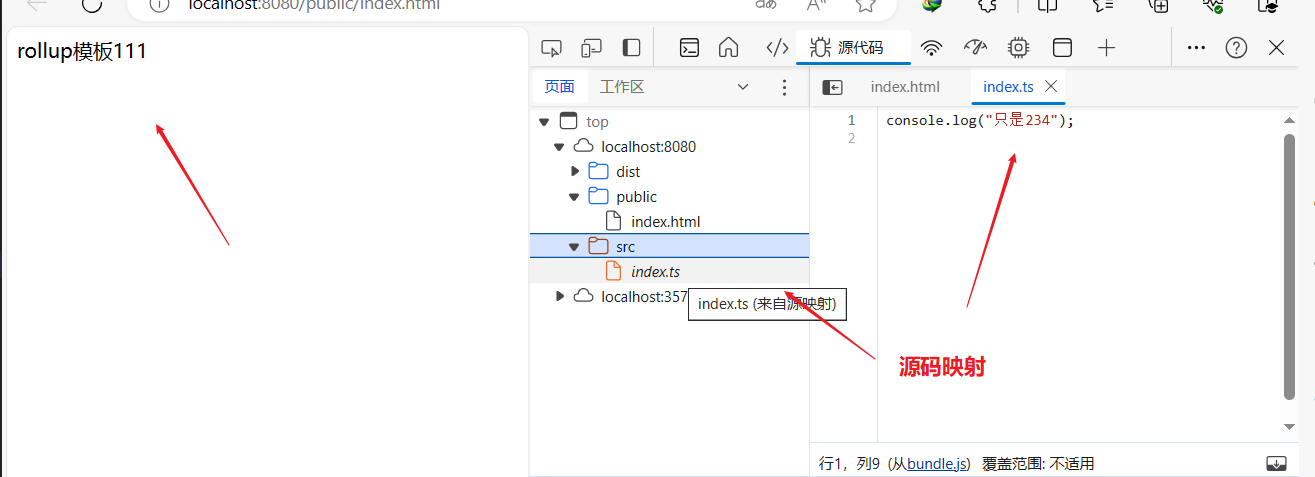 localhost:8080/public/index.html
rollup模板111
源代码
页面
工作区
index.html
index.ts
top
localhost:8080
dist
public
index.html
src
index.ts
localhost:357
index.ts (来自源映射)
1
console.log("只是234");
2
源码映射
行1，列9 (从bundle.js) 覆盖范围: 不适用